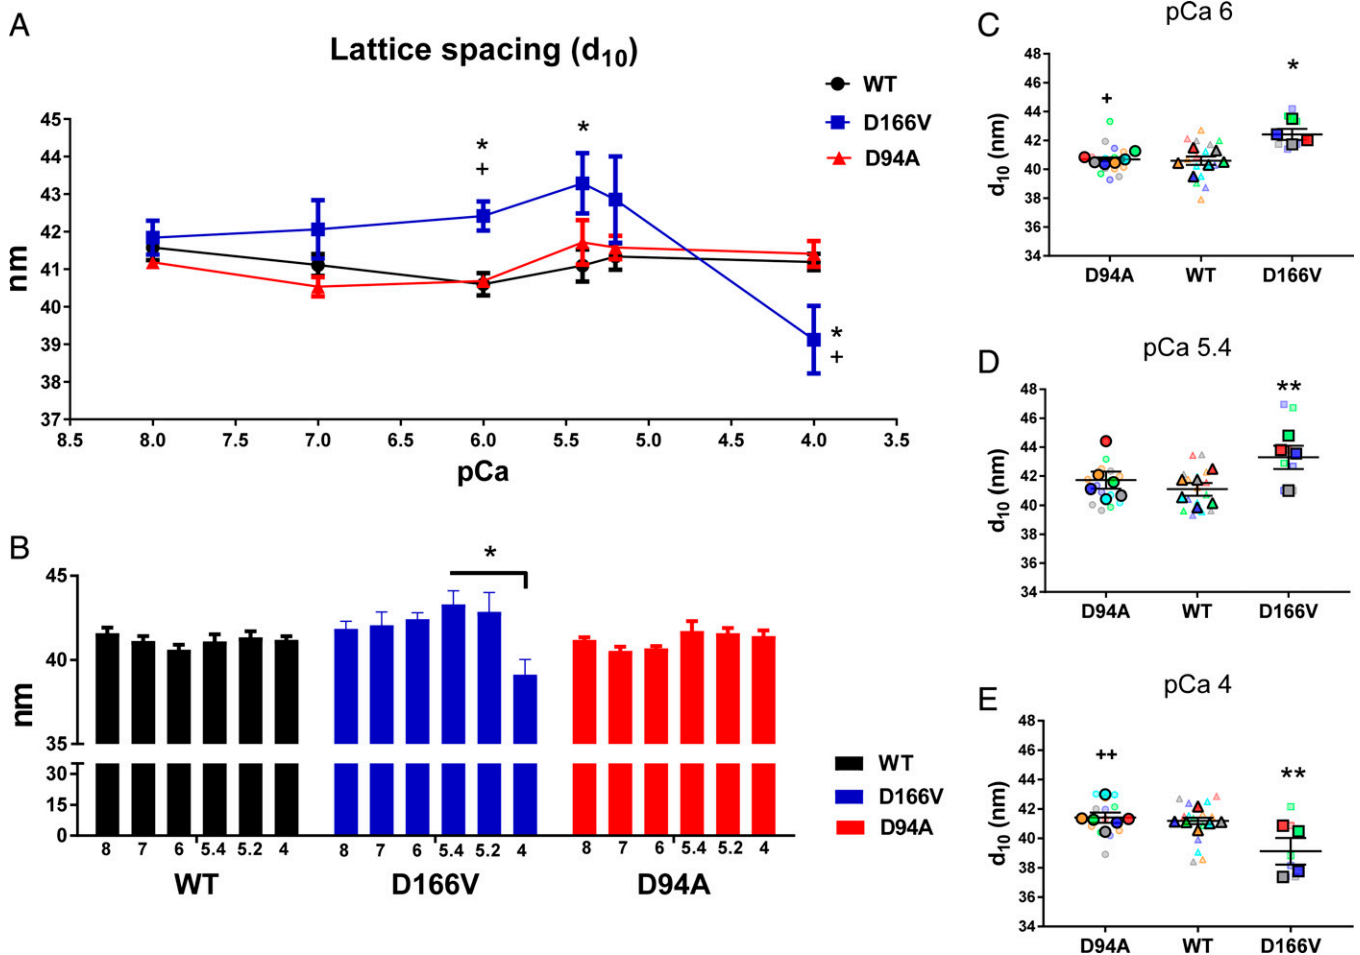 A
Lattice spacing (d10)
WT
D166V
D94A
nm
45
44
43
42
41
40
39
38
37
*
+
*
*
+
8.5 8.0 7.5 7.0 6.5 6.0 5.5 5.0 4.5 4.0 3.5
pCa
B
nm
45
40
35
30
15
0
*
8 7 6 5.4 5.2 4 8 7 6 5.4 5.2 4 8 7 6 5.4 5.2 4
WT D166V D94A
WT
D166V
D94A
C
pCa 6
d10 (nm)
48
46
44
42
40
38
36
34
+
*
D94A WT D166V
D
pCa 5.4
d10 (nm)
48
46
44
42
40
38
36
34
**
D94A WT D166V
E
pCa 4
d10 (nm)
48
46
44
42
40
38
36
34
++
**
D94A WT D166V